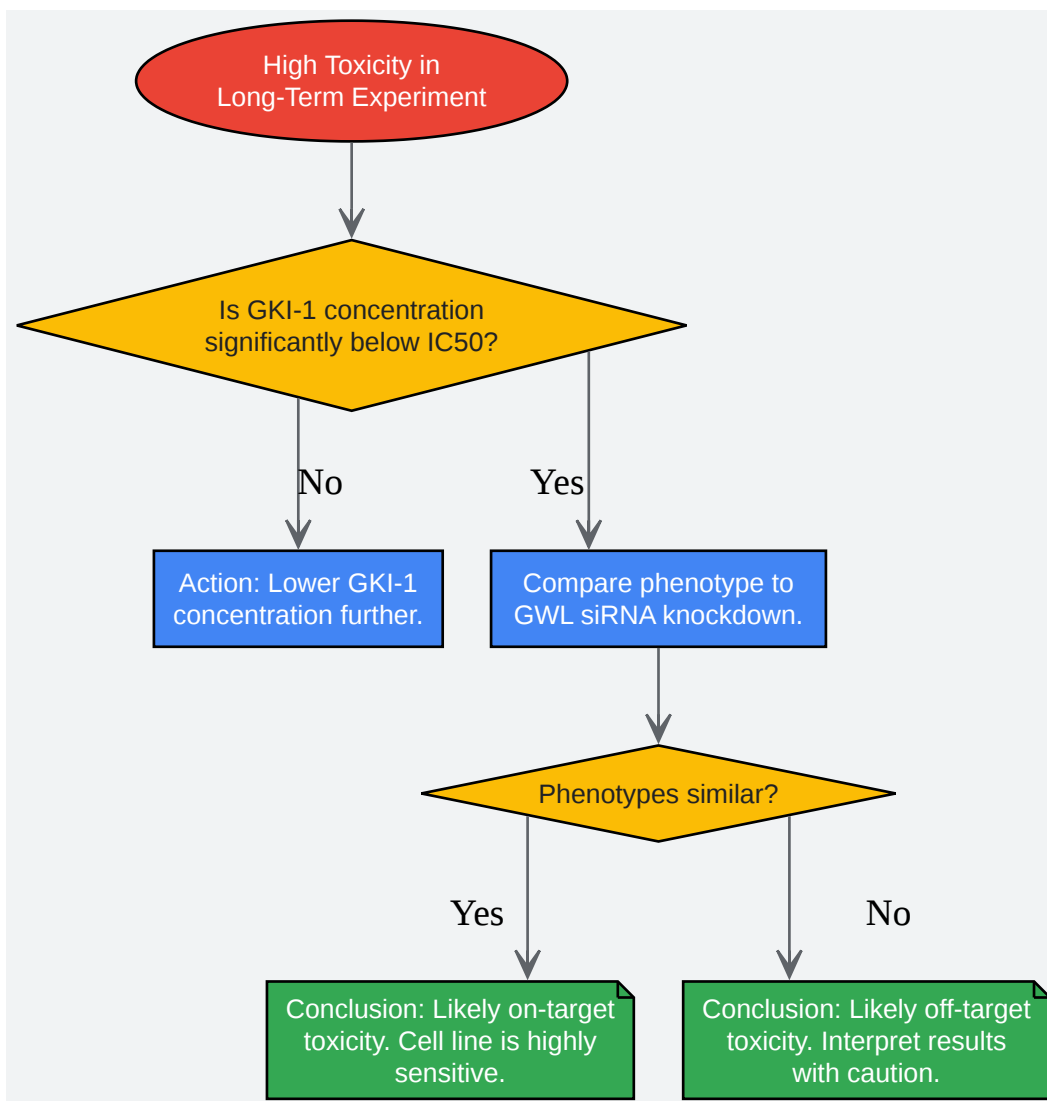 High Toxicity in
Long-Term Experiment
Is GKI-1 concentration
significantly below IC50?
No
Yes
Action: Lower GKI-1
concentration further.
Compare phenotype to
GWL siRNA knockdown.
Phenotypes similar?
Yes
No
Conclusion: Likely on-target
toxicity. Cell line is highly
sensitive.
Conclusion: Likely off-target
toxicity. Interpret results
with caution.